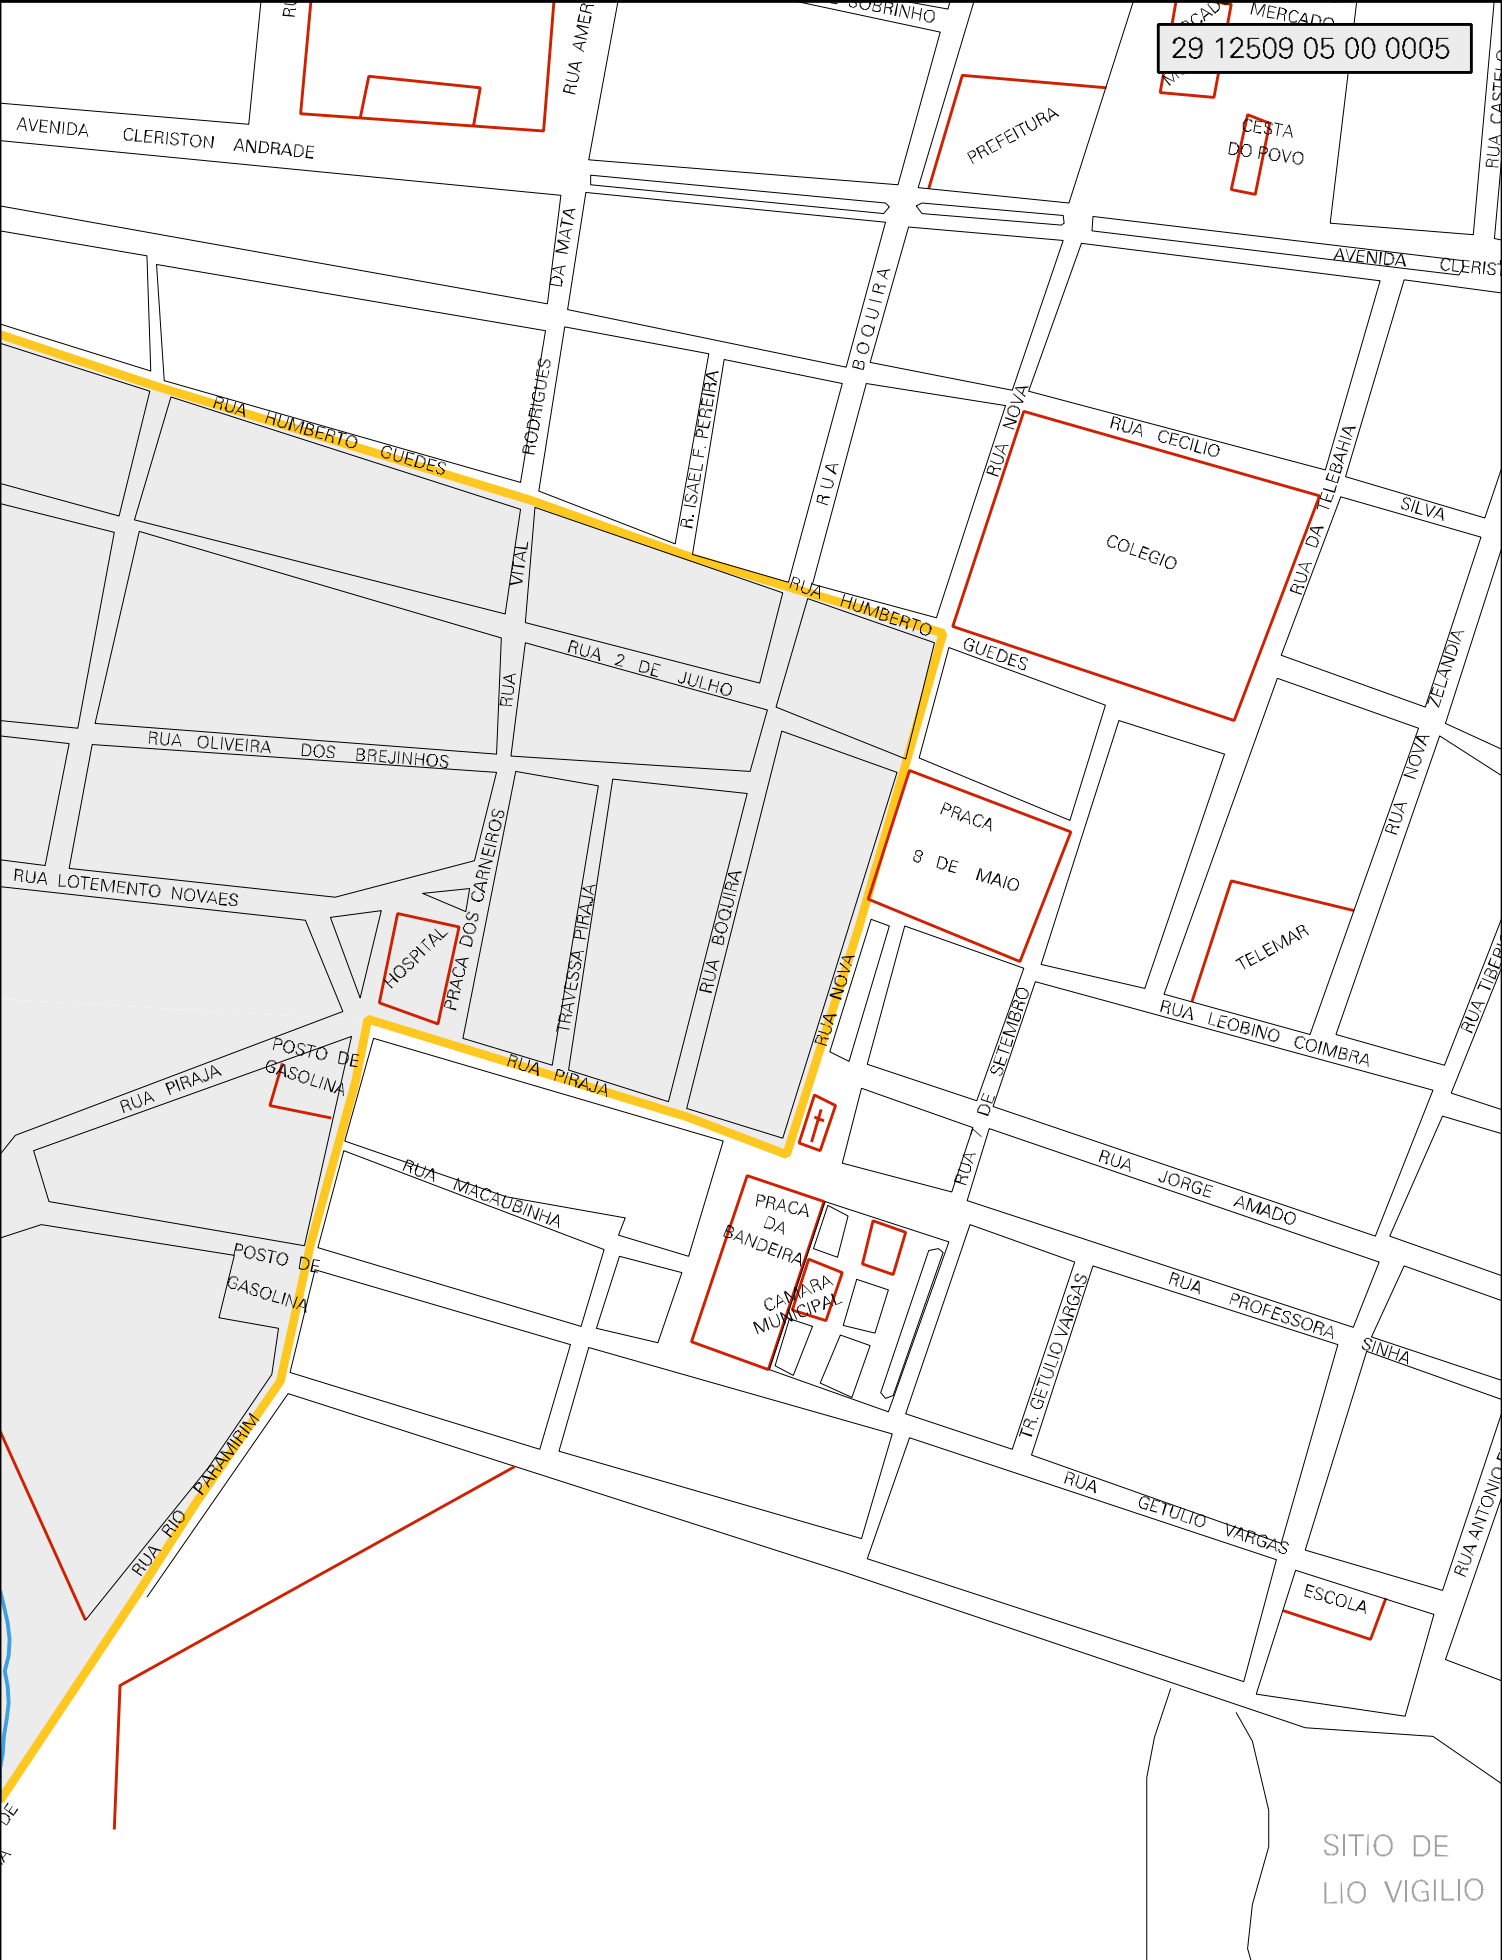 SOBRINHO
MERCADO
29 12509 05 00 0005
RUA AMER
RUA CASTELO
AVENIDA CLERISTON ANDRADE
PREFEITURA
CESTA
DO POVO
DA MATA
AVENIDA CLERIST
RUA BOQUIRA
RODRIGUES
R. ISAEL F. PEREIRA
RUA NOVA
RUA CECILIO
SILVA
RUA DA TELEBAHIA
RUA HUMBERTO GUEDES
COLEGIO
VITAL
RUA
RUA HUMBERTO
GUEDES
RUA 2 DE JULHO
ZELANDIA
RUA NOVA
RUA OLIVEIRA DOS BREJINHOS
PRACA
8 DE MAIO
RUA LOTEMENTO NOVAES
HOSPITAL
PRACA DOS CARNEIROS
TRAVESSA PIRAJA
RUA BOQUIRA
RUA NOVA
TELEMAR
RUA TIBERI
RUA LEOBINO COIMBRA
RUA 7 DE SETEMBRO
POSTO DE
GASOLINA
RUA PIRAJA
RUA PIRAJA
RUA MACAUBINHA
RUA JORGE AMADO
PRACA
DA
BANDEIRA
CAMARA
MUNICIPAL
POSTO DE
GASOLINA
RUA PROFESSORA
SINHA
TR. GETULIO VARGAS
RUA RIO PARAMIRIM
RUA GETULIO VARGAS
RUA ANTONIO
ESCOLA
DE
SITIO DE
LIO VIGILIO